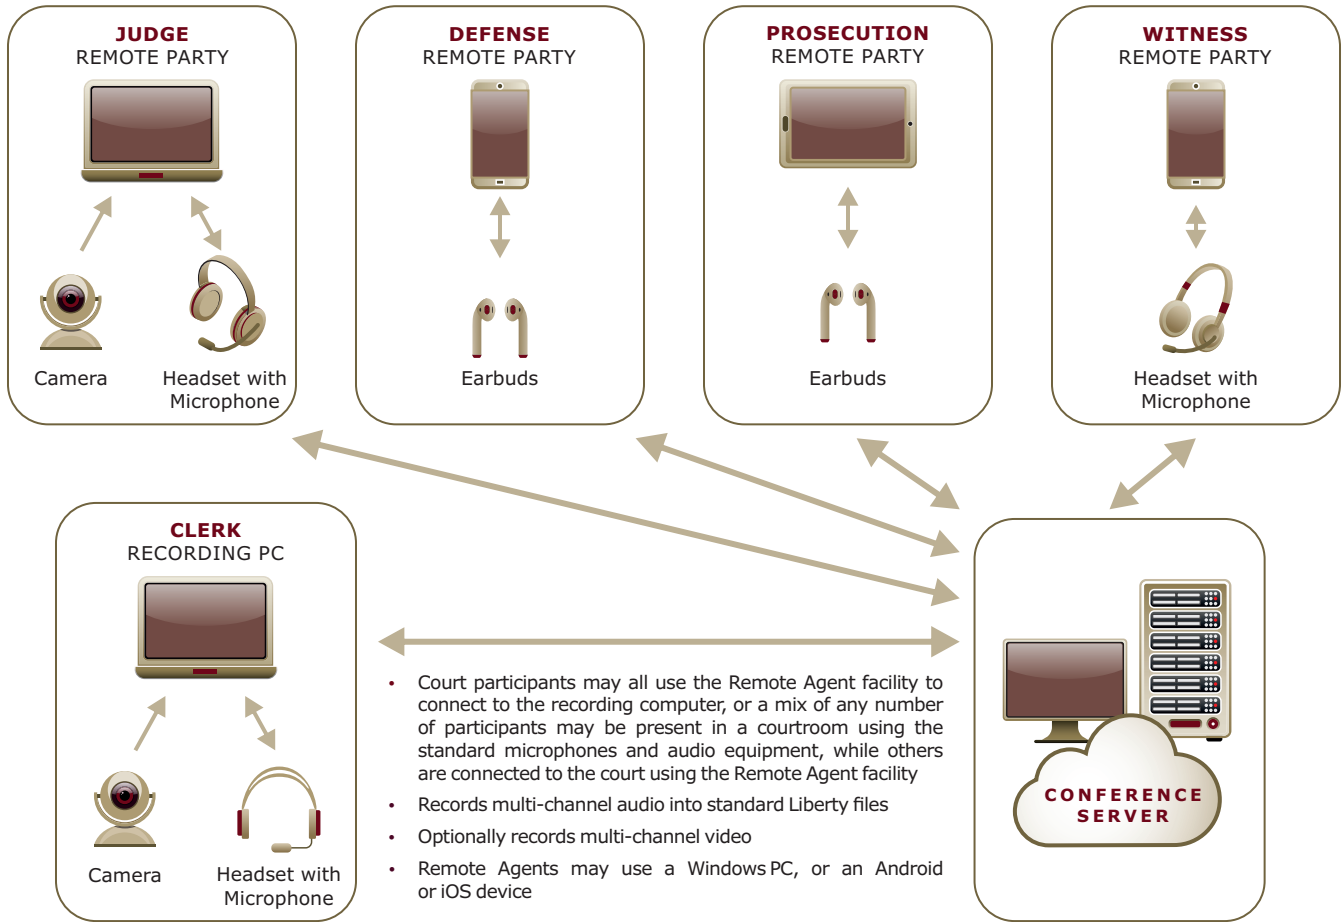 JUDGE
REMOTE PARTY
Camera
Headset with
Microphone
DEFENSE
REMOTE PARTY
Earbuds
PROSECUTION
REMOTE PARTY
Earbuds
WITNESS
REMOTE PARTY
Headset with
Microphone
CLERK
RECORDING PC
Camera
Headset with
Microphone
• Court participants may all use the Remote Agent facility to
connect to the recording computer, or a mix of any number
of participants may be present in a courtroom using the
standard microphones and audio equipment, while others
are connected to the court using the Remote Agent facility
• Records multi-channel audio into standard Liberty files
• Optionally records multi-channel video
• Remote Agents may use a Windows PC, or an Android
or iOS device
CONFERENCE
SERVER